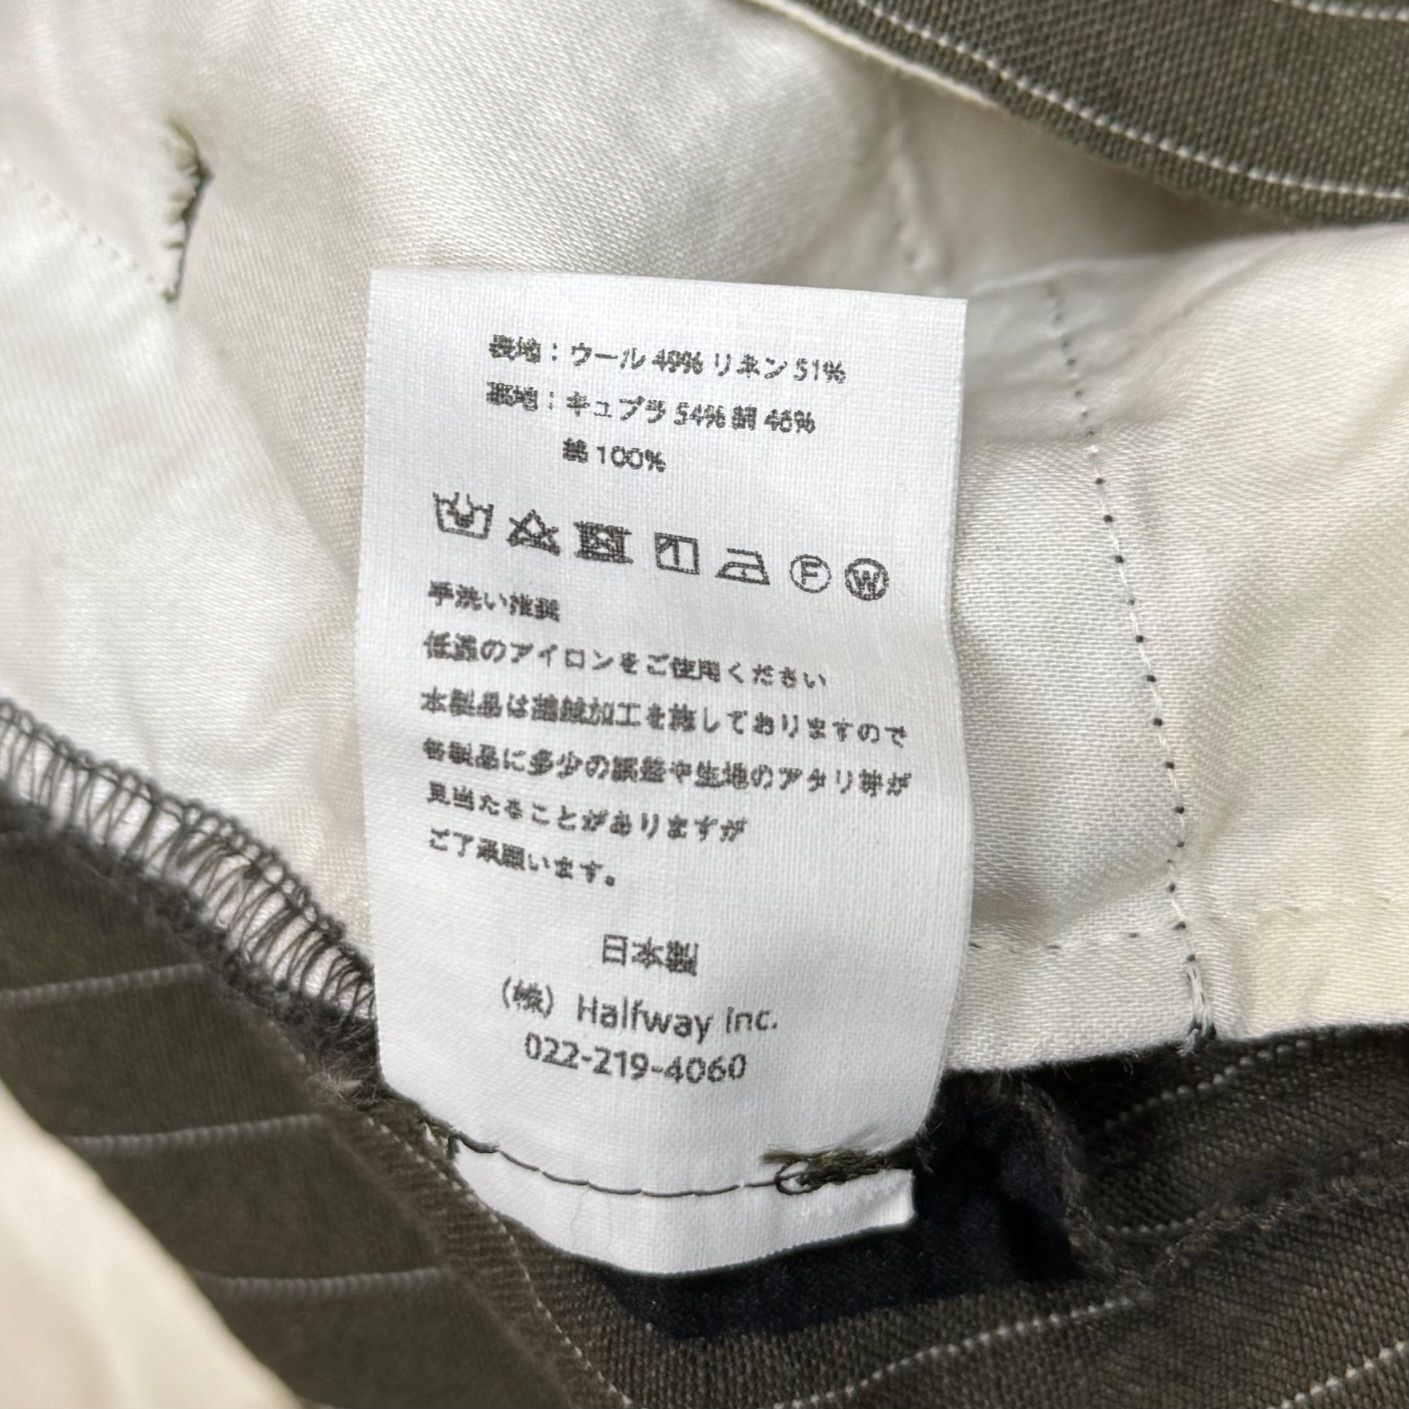 表地：ウール 49% リネン 51%
裏地：キュプラ 54% 綿 46%
綿 100%
F W
手洗い推奨
低温のアイロンをご使用ください
本製品は縮絨加工を施しておりますので
各製品に多少の誤差や生地のアタリ等が
見当たることがありますが
ご了承願います。
日本製
（株） Halfway inc.
022-219-4060